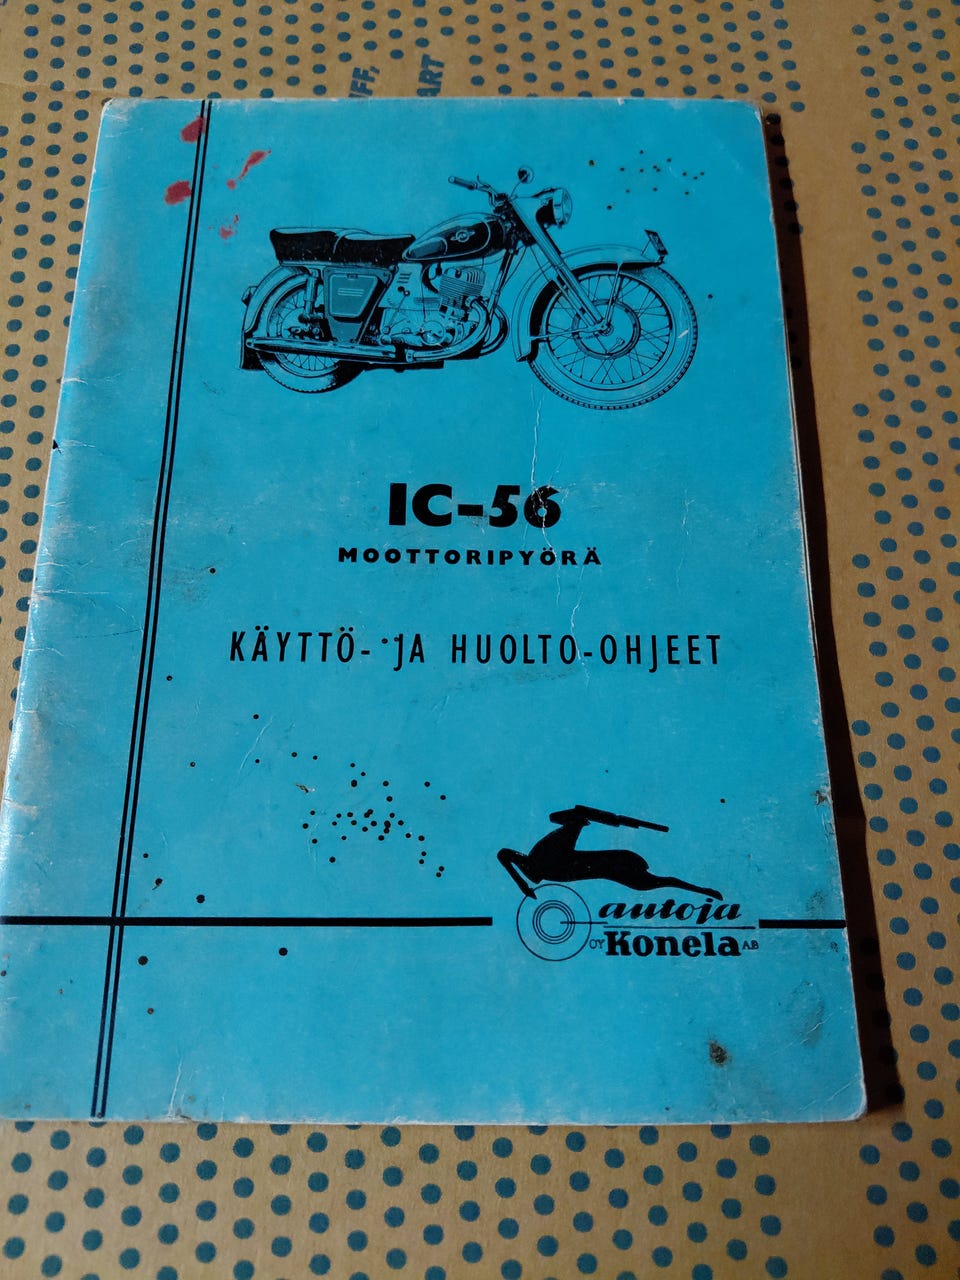 IC-56
MOOTTORIPYÖRÄ
KÄYTTÖ- JA HUOLTO-OHJEET
autoja
OY Konela AB